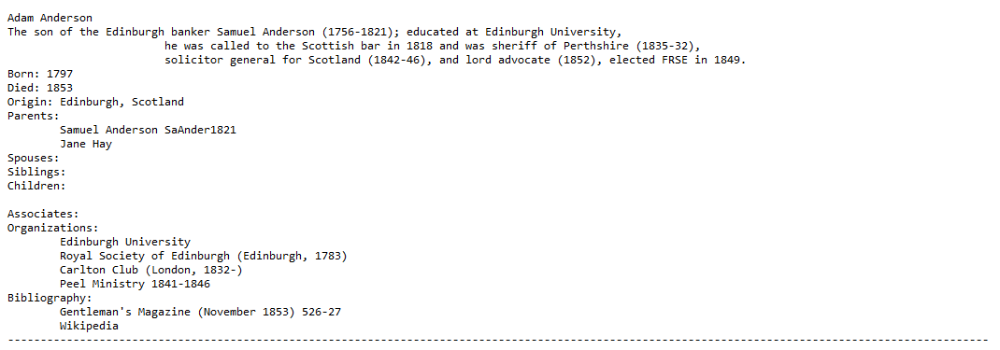 Adam Anderson
The son of the Edinburgh banker Samuel Anderson (1756-1821); educated at Edinburgh University,
he was called to the Scottish bar in 1818 and was sheriff of Perthshire (1835-32),
solicitor general for Scotland (1842-46), and lord advocate (1852), elected FRSE in 1849.
Born: 1797
Died: 1853
Origin: Edinburgh, Scotland
Parents:
Samuel Anderson SaAnder1821
Jane Hay
Spouses:
Siblings:
Children:
Associates:
Organizations:
Edinburgh University
Royal Society of Edinburgh (Edinburgh, 1783)
Carlton Club (London, 1832-)
Peel Ministry 1841-1846
Bibliography:
Gentleman's Magazine (November 1853) 526-27
Wikipedia